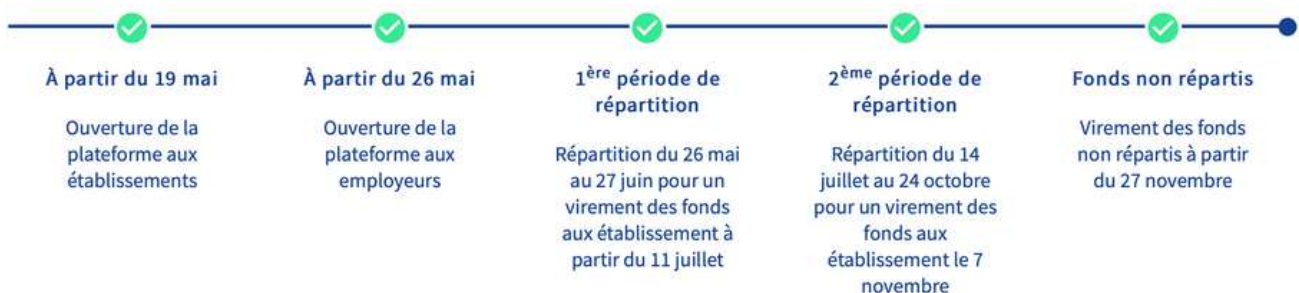 À partir du 19 mai
Ouverture de la
plateforme aux
établissements
À partir du 26 mai
Ouverture de la
plateforme aux
employeurs
1ère période de
répartition
Répartition du 26 mai
au 27 juin pour un
virement des fonds
aux établissement à
partir du 11 juillet
2ème période de
répartition
Répartition du 14
juillet au 24 octobre
pour un virement des
fonds aux
établissement le 7
novembre
Fonds non répartis
Virement des fonds
non répartis à partir
du 27 novembre